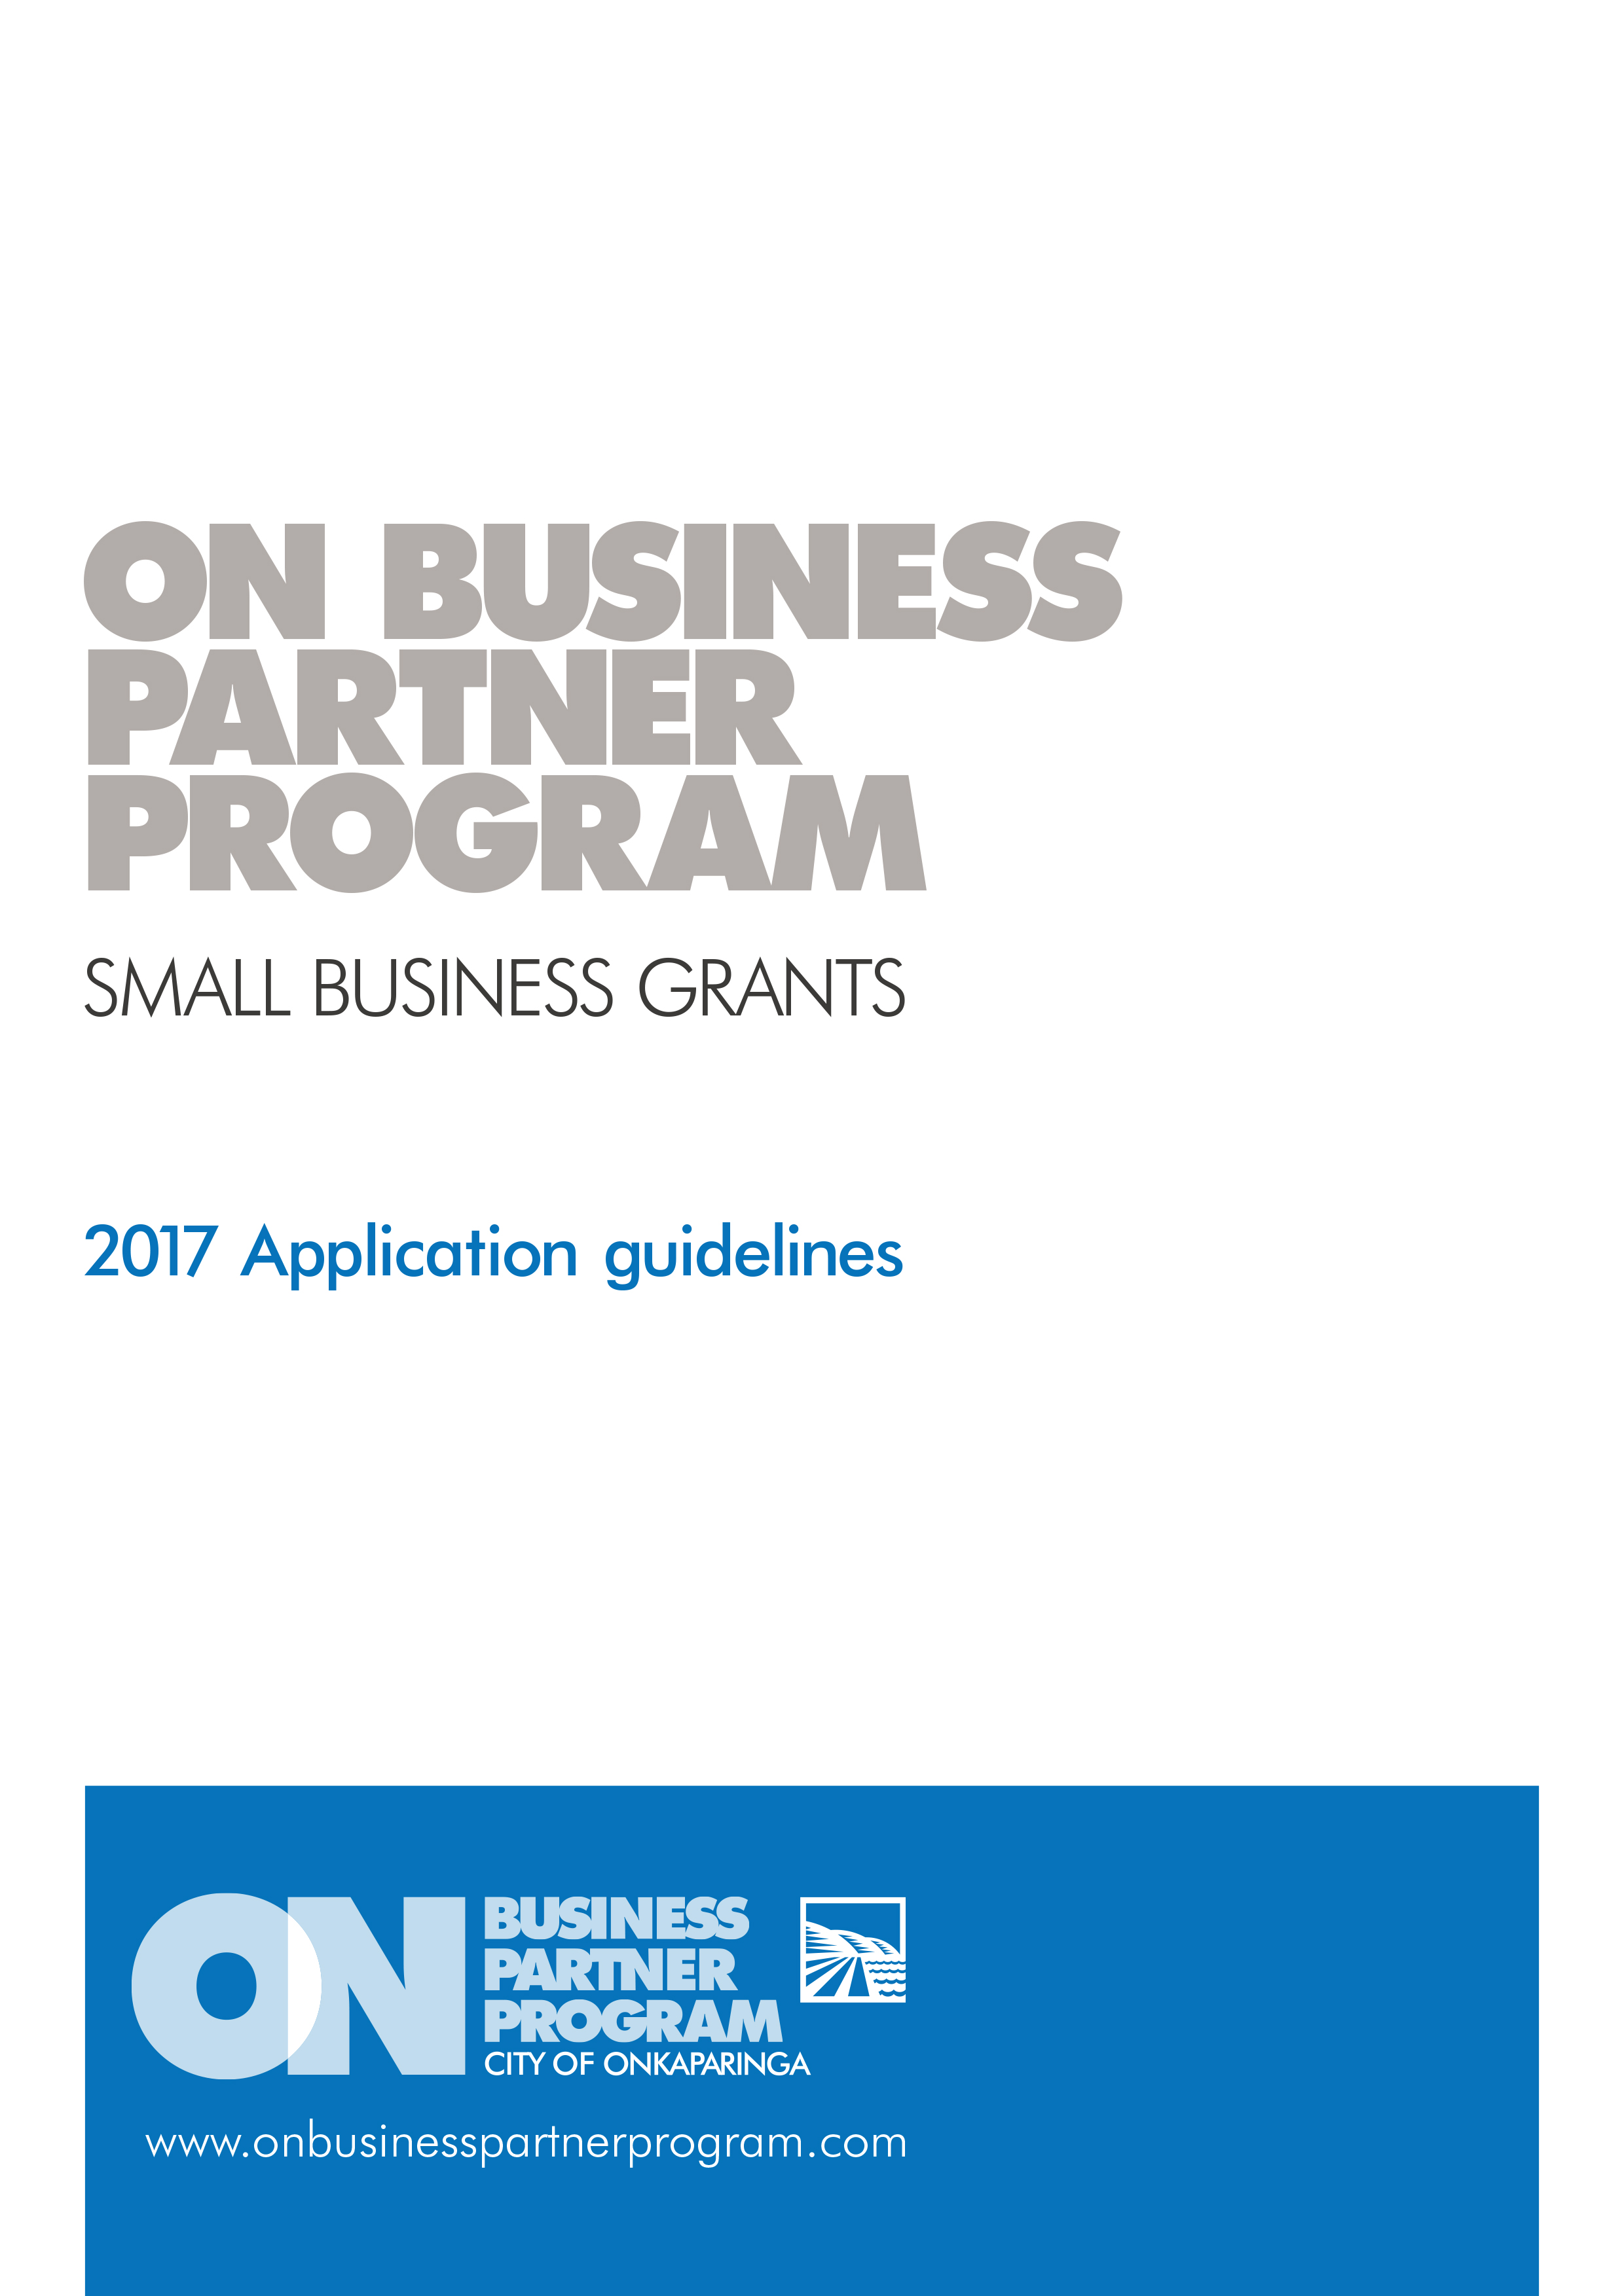 ON BUSINESS
PARTNER
PROGRAM
SMALL BUSINESS GRANTS
2017 Application guidelines
ON
BUSINESS
PARTNER
PROGRAM
CITY OF ONKAPARINGA
www.onbusinesspartnerprogram.com